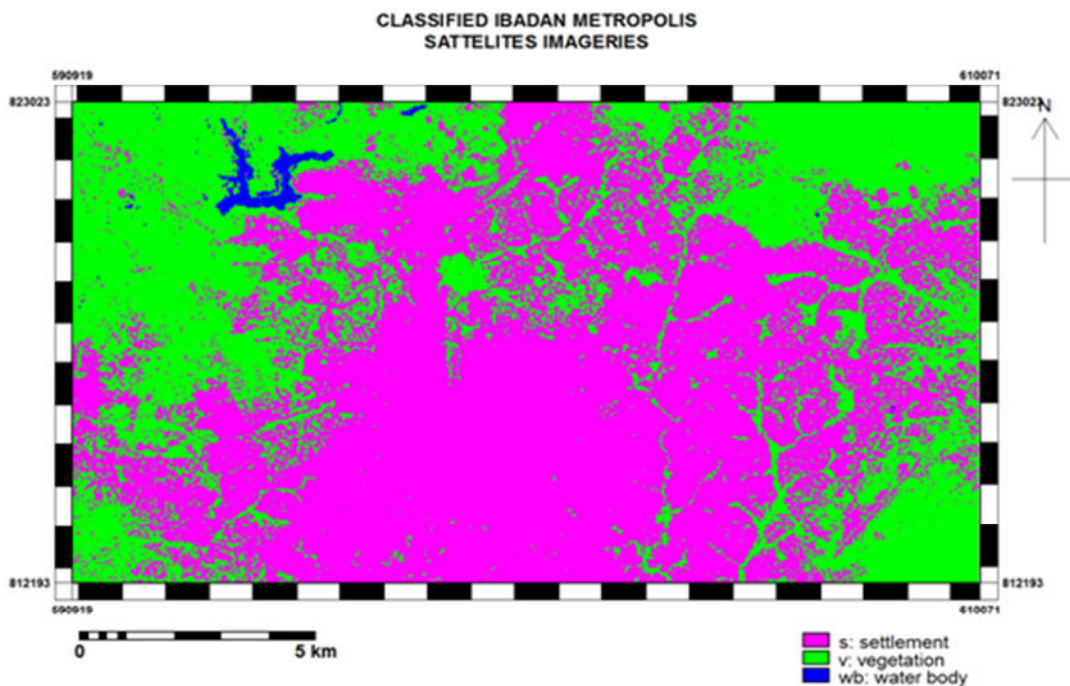 CLASSIFIED IBADAN METROPOLIS
SATTELITES IMAGERIES
590919 610071
823023 823023
N
812193 812193
590919 610071
0 5 km
s: settlement
v: vegetation
wb: water body